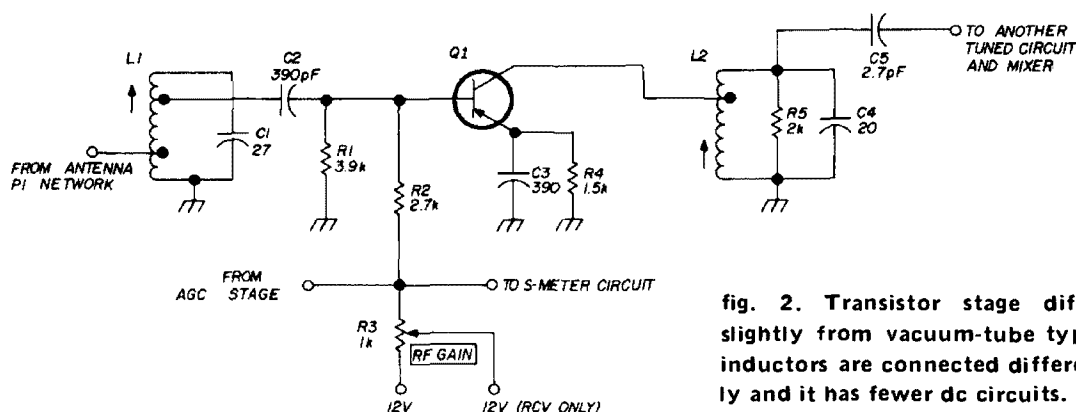 L1
C2
390pF
Q1
L2
C5
2.7pF
TO ANOTHER
TUNED CIRCUIT
AND MIXER
C1
27
R1
3.9k
R2
2.7k
C3
390
R4
1.5k
R5
2k
C4
20
FROM ANTENNA
PI NETWORK
FROM
AGC STAGE
TO S-METER CIRCUIT
R3
1k
RF GAIN
12V
12V (RCV ONLY)
fig. 2. Transistor stage dif
slightly from vacuum-tube typ
inductors are connected differe
ly and it has fewer dc circuits.